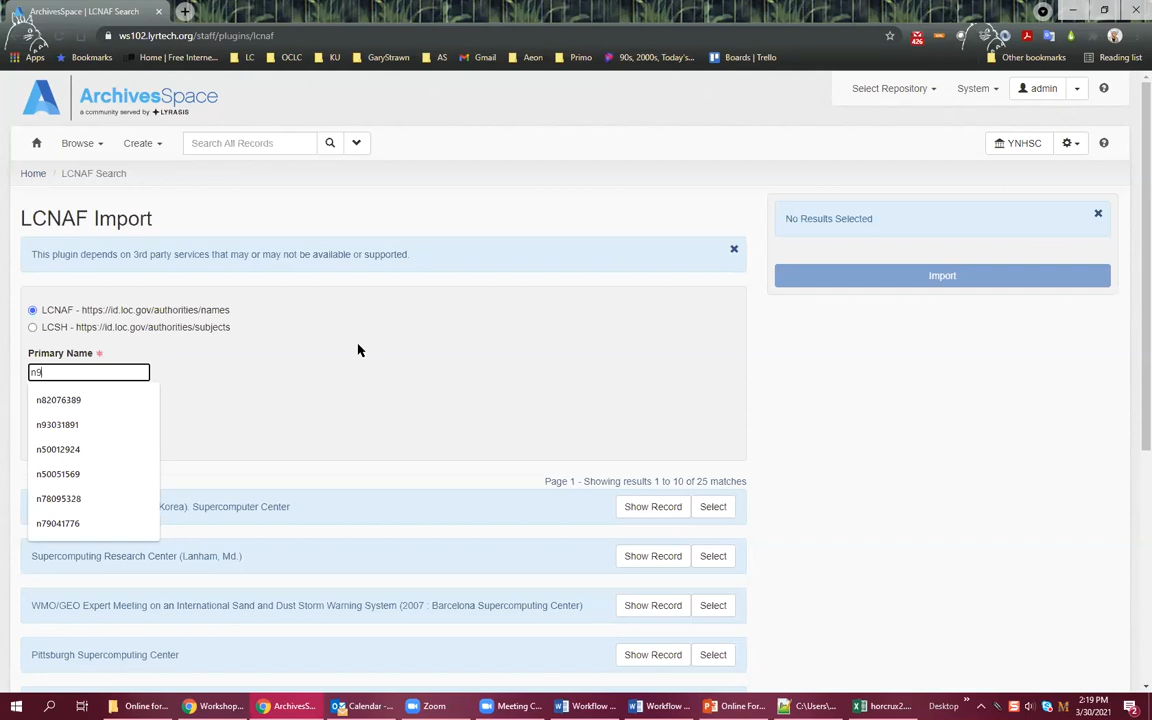 ArchivesSpace | LCNAF Search
ws102.lyrtech.org/staff/plugins/lcnaf
426
Apps Bookmarks Home | Free Interne... LC OCLC KU GaryStrawn AS Gmail Aeon Primo 90s, 2000s, Today's... Boards | Trello Other bookmarks Reading list
ArchivesSpace
a community served by LYRASIS
Select Repository System admin
Browse Create Search All Records YNHSC
Home / LCNAF Search
LCNAF Import
No Results Selected
This plugin depends on 3rd party services that may or may not be available or supported.
Import
LCNAF - https://id.loc.gov/authorities/names
LCSH - https://id.loc.gov/authorities/subjects
Primary Name *
n9
n82076389
n93031891
n50012924
n50051569
n78095328
n79041776
Page 1 - Showing results 1 to 10 of 25 matches
Korea). Supercomputer Center Show Record Select
Supercomputing Research Center (Lanham, Md.) Show Record Select
WMO/GEO Expert Meeting on an International Sand and Dust Storm Warning System (2007 : Barcelona Supercomputing Center) Show Record Select
Pittsburgh Supercomputing Center Show Record Select
Online for... Workshop... ArchivesS... Calendar -... Zoom Meeting C... Workflow ... Workflow ... Online For... C:\Users\... horcrux2.... Desktop
2:19 PM
3/30/2021
2